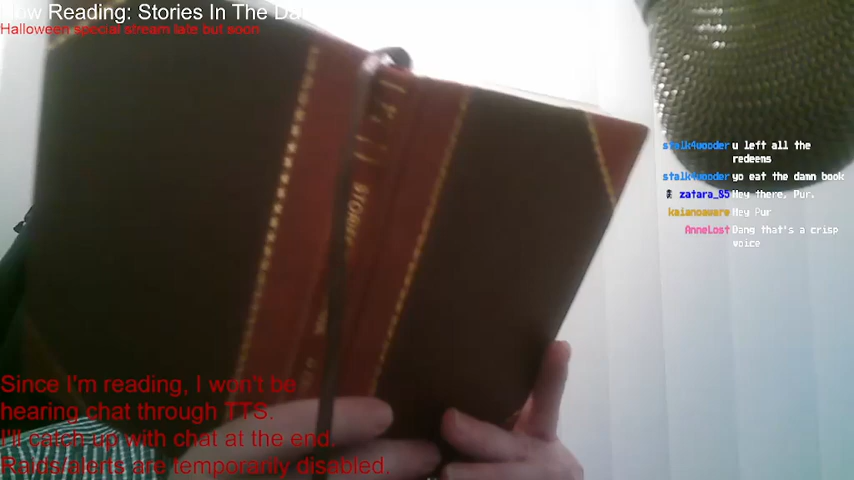 Now Reading: Stories In The Da
Halloween special stream late but soon
stalk4wooder u left all the
redeems
stalk4wooder yo eat the damn book
zatara_85 Hey there, Pur.
kaianoaware Hey Pur
AnneLost Dang that's a crisp
voice
Since I'm reading, I won't be
hearing chat through TTS.
I'll catch up with chat at the end.
Raids/alerts are temporarily disabled.